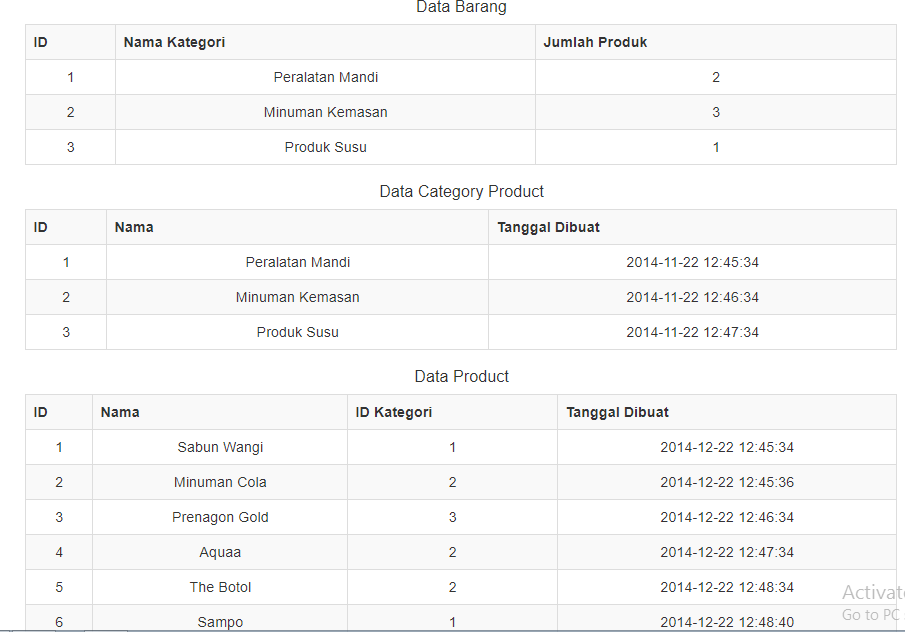 Data Barang
ID Nama Kategori Jumlah Produk
1 Peralatan Mandi 2
2 Minuman Kemasan 3
3 Produk Susu 1
Data Category Product
ID Nama Tanggal Dibuat
1 Peralatan Mandi 2014-11-22 12:45:34
2 Minuman Kemasan 2014-11-22 12:46:34
3 Produk Susu 2014-11-22 12:47:34
Data Product
ID Nama ID Kategori Tanggal Dibuat
1 Sabun Wangi 1 2014-12-22 12:45:34
2 Minuman Cola 2 2014-12-22 12:45:36
3 Prenagon Gold 3 2014-12-22 12:46:34
4 Aquaa 2 2014-12-22 12:47:34
5 The Botol 2 2014-12-22 12:48:34
6 Sampo 1 2014-12-22 12:48:40
Activat
Go to PC